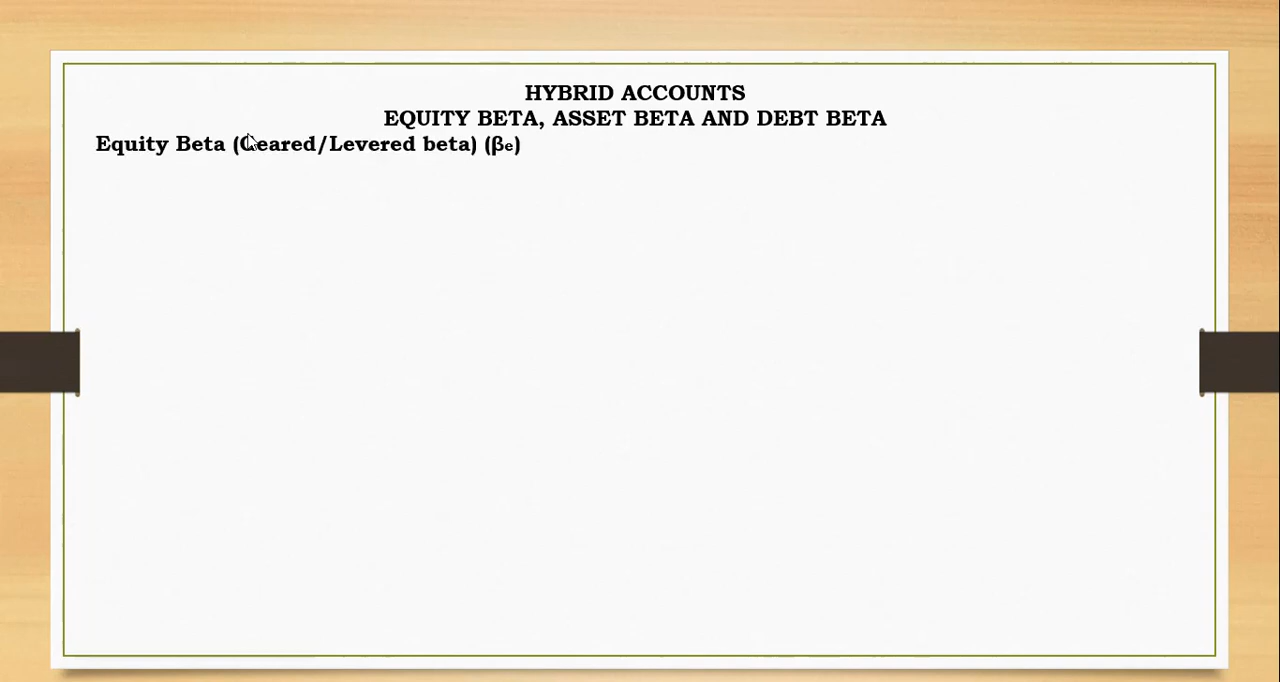 HYBRID ACCOUNTS
EQUITY BETA, ASSET BETA AND DEBT BETA
Equity Beta (Geared/Levered beta) (βe)